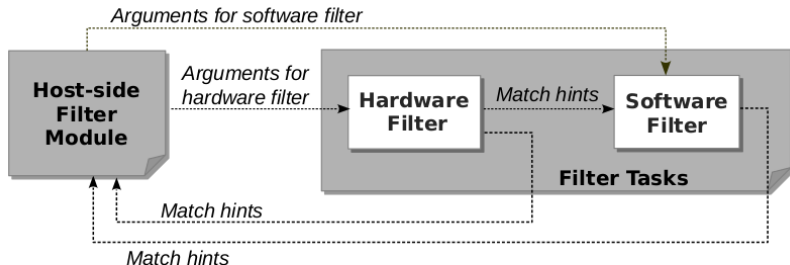 Arguments for software filter
Host-side
Filter
Module
Arguments for
hardware filter
Hardware
Filter
Match hints
Software
Filter
Filter Tasks
Match hints
Match hints